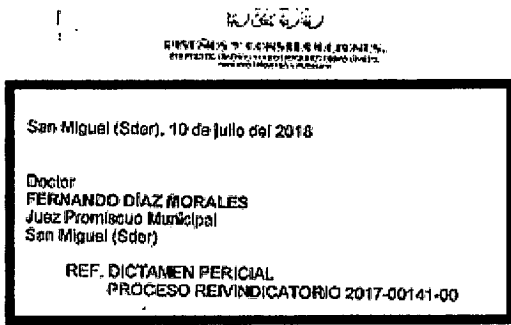 San Miguel (Sder), 10 de julio del 2018
Doctor
FERNANDO DÍAZ MORALES
Juez Promiscuo Municipal
San Miguel (Sder)
REF. DICTAMEN PERICIAL
PROCESO REIVINDICATORIO 2017-00141-00